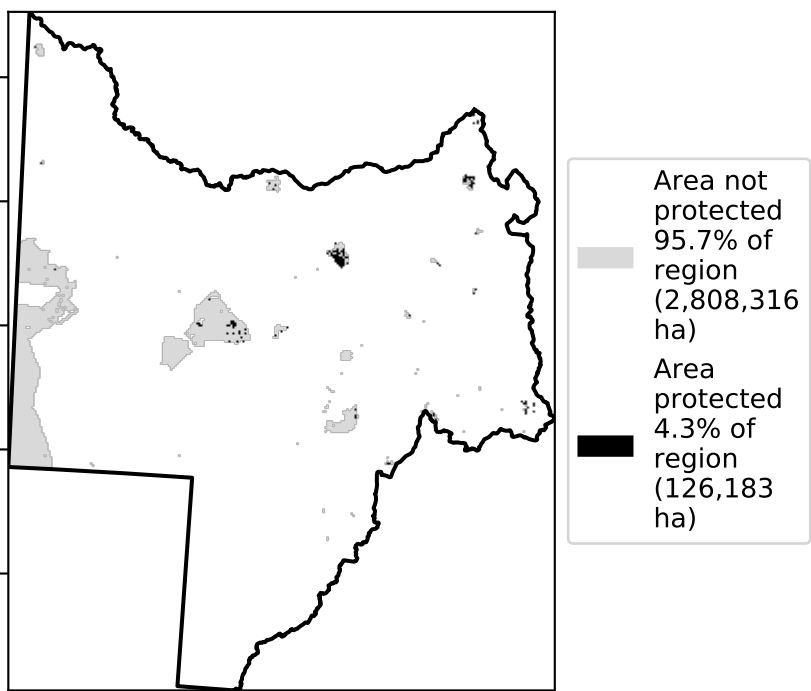 Area not
protected
95.7% of
region
(2,808,316
ha)
Area
protected
4.3% of
region
(126,183
ha)